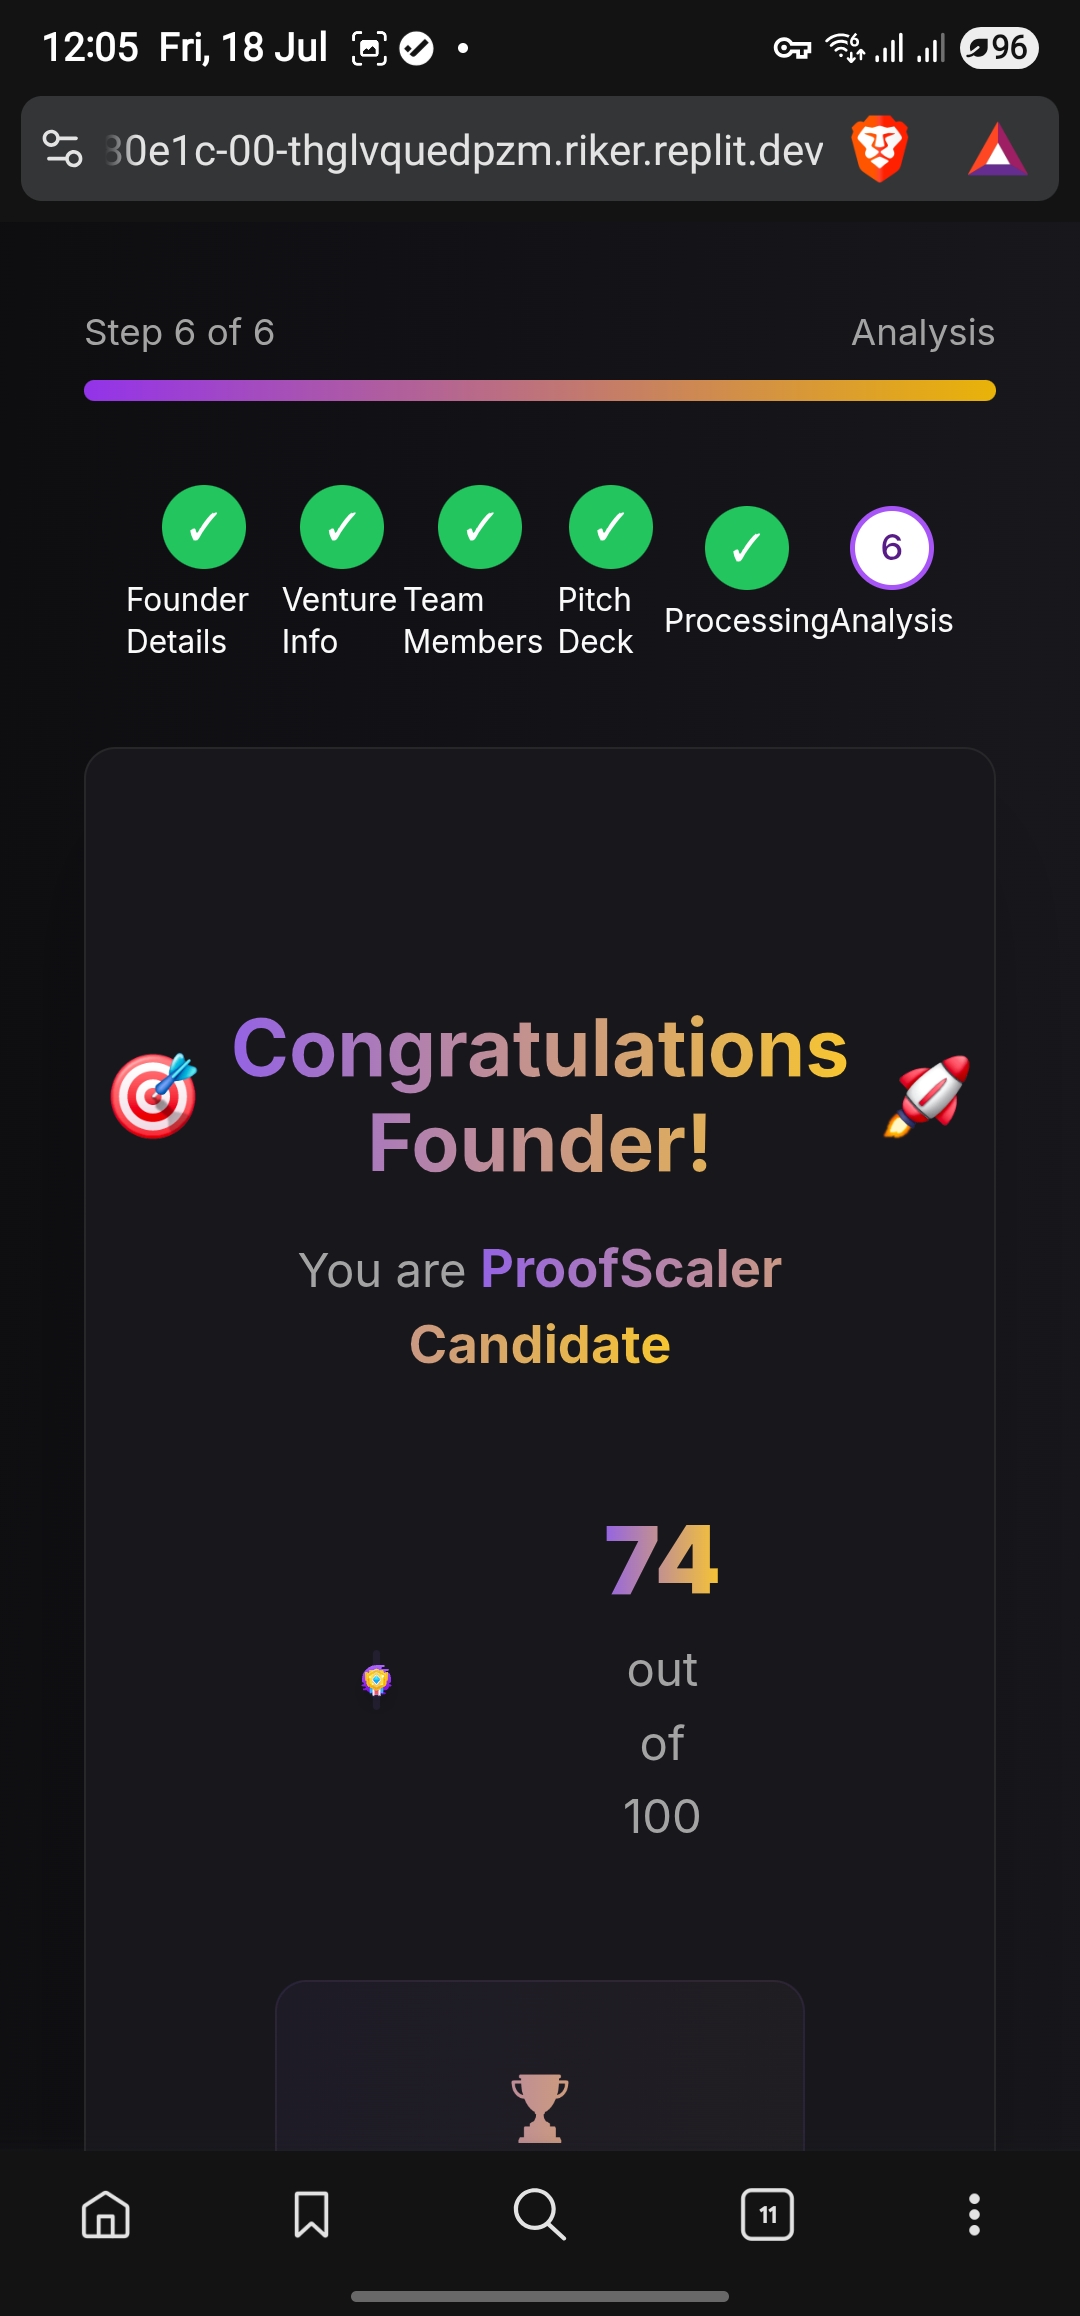 12:05 Fri, 18 Jul
96
30e1c-00-thglvquedpzm.riker.replit.dev
Step 6 of 6
Analysis
✓ ✓ ✓ ✓ ✓ 6
Founder Details
Venture Info
Team Members
Pitch Deck
Processing
Analysis
Congratulations
Founder!
You are ProofScaler
Candidate
74
out
of
100
11